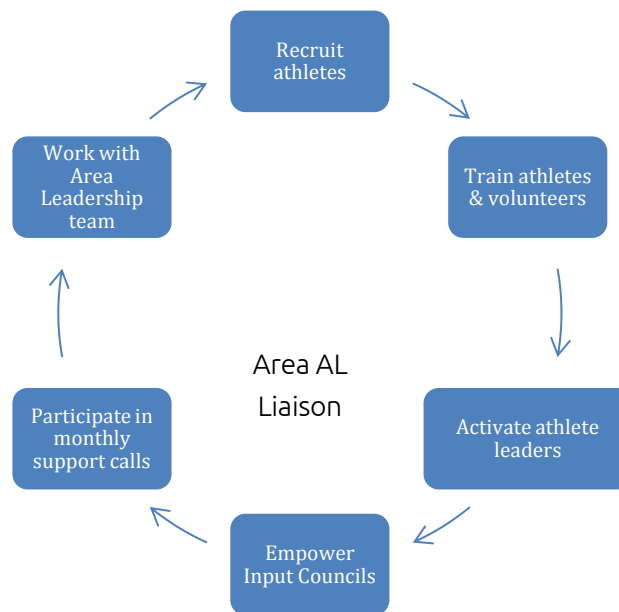 Recruit
athletes
Train athletes
& volunteers
Activate athlete
leaders
Empower
Input Councils
Participate in
monthly
support calls
Work with
Area
Leadership
team
Area AL
Liaison